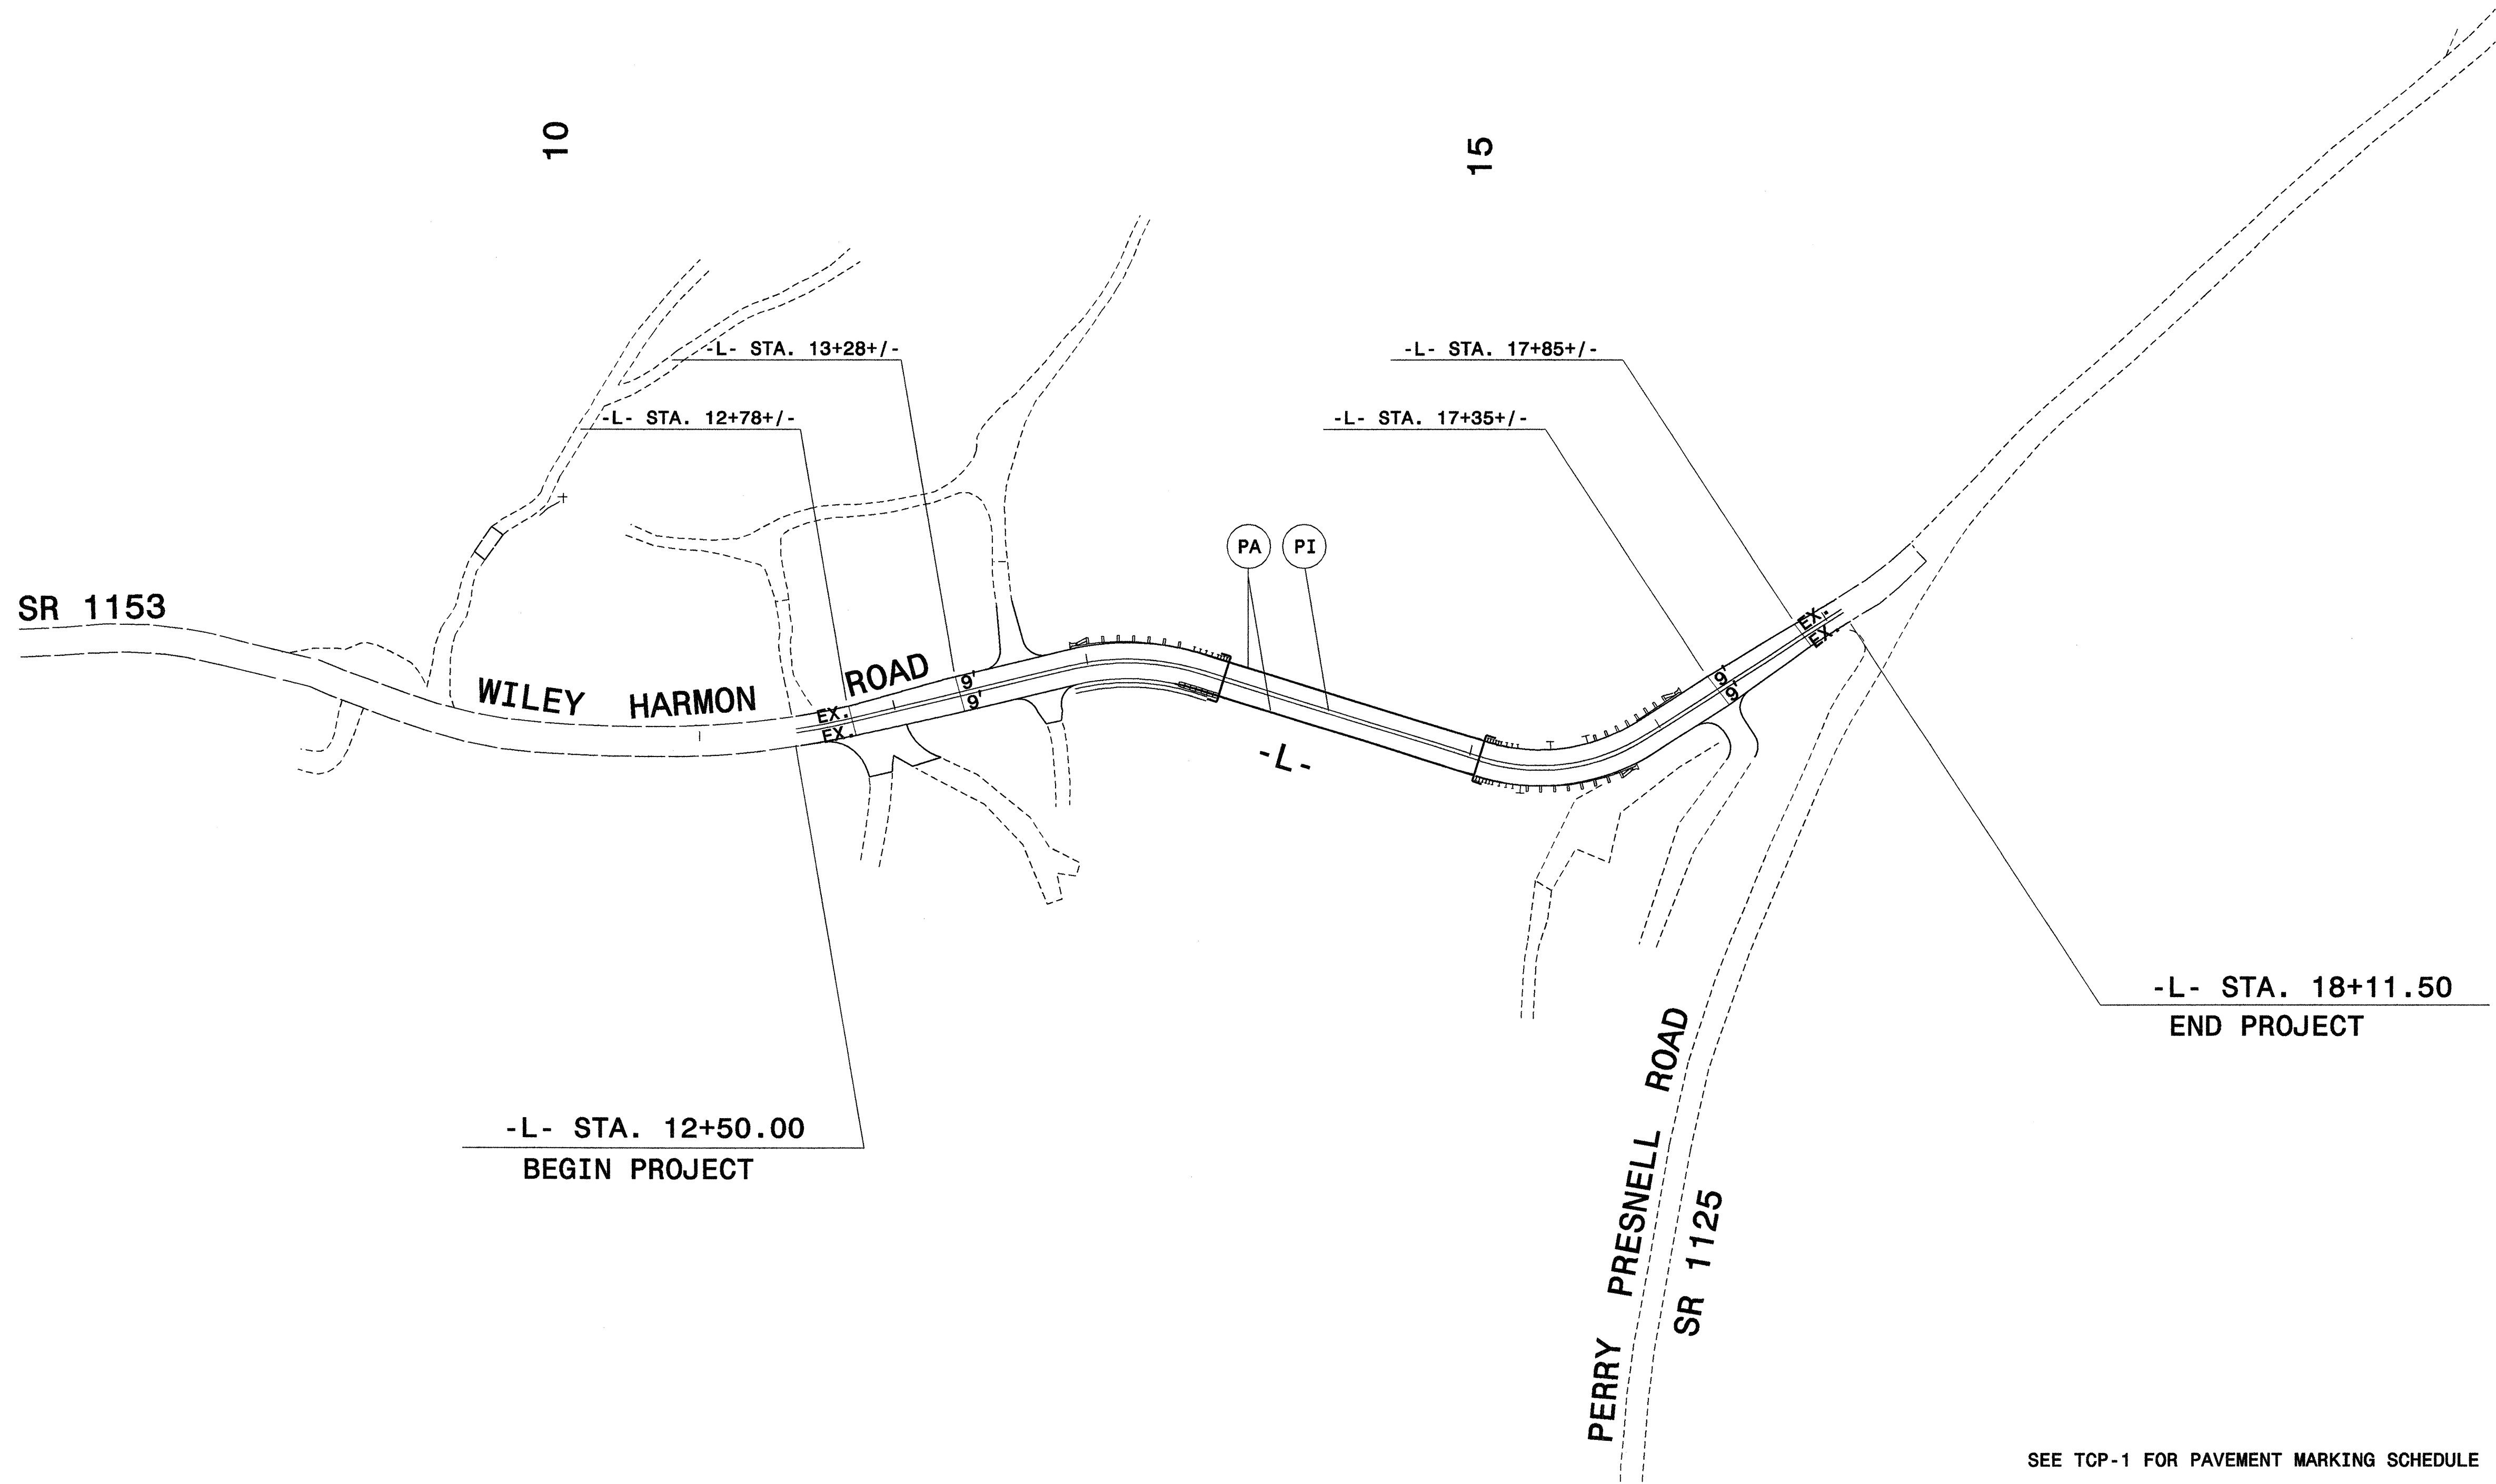 10
15
-L- STA. 13+28+/-
-L- STA. 17+85+/-
-L- STA. 12+78+/-
-L- STA. 17+35+/-
PA PI
SR 1153
WILEY HARMON ROAD
EX.
EX.
9'
9'
-L-
9'
9'
EX.
EX.
-L- STA. 18+11.50
END PROJECT
-L- STA. 12+50.00
BEGIN PROJECT
PERRY PRESNELL ROAD
SR 1125
SEE TCP-1 FOR PAVEMENT MARKING SCHEDULE